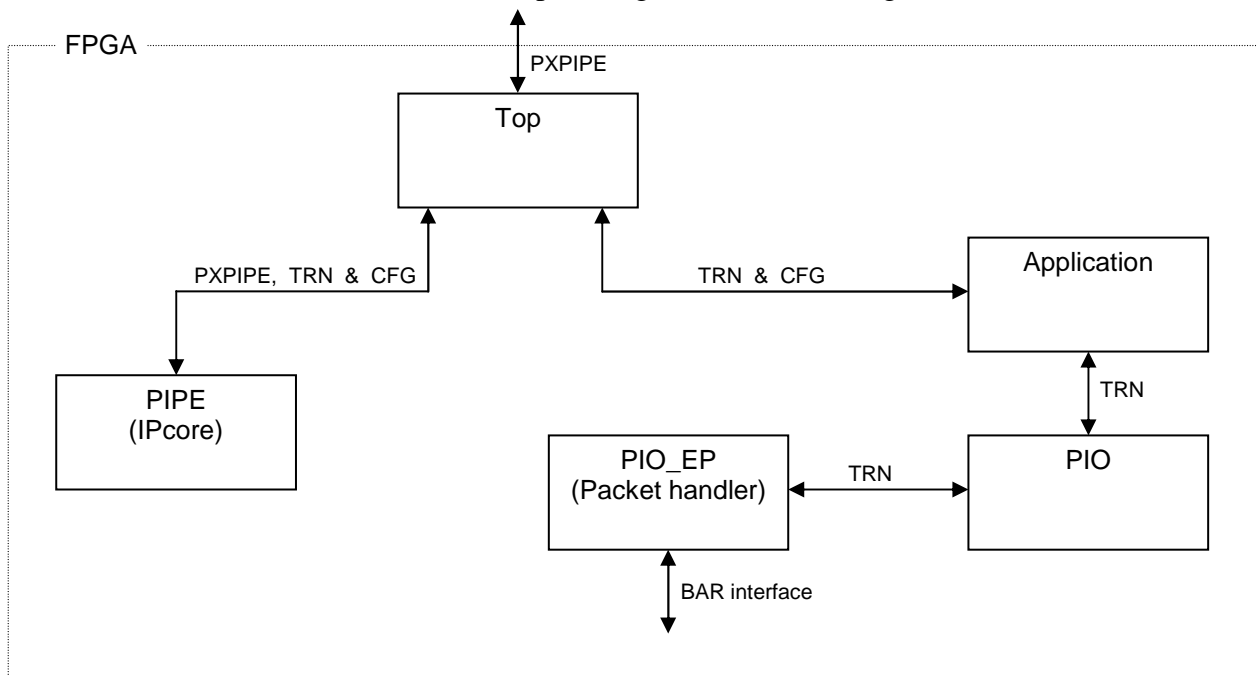 FPGA
PXPIPE
Top
PXPIPE, TRN & CFG
TRN & CFG
Application
TRN
PIPE
(IPcore)
PIO_EP
(Packet handler)
TRN
PIO
BAR interface